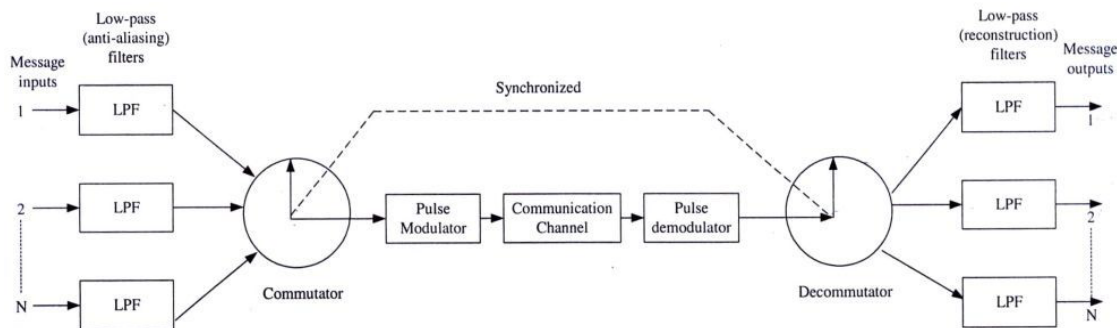 Low-pass
(anti-aliasing)
filters
Message
inputs
1
LPF
2
LPF
N
LPF
Commutator
Synchronized
Pulse
Modulator
Communication
Channel
Pulse
demodulator
Decommutator
Low-pass
(reconstruction)
filters
Message
outputs
LPF
1
LPF
2
LPF
N